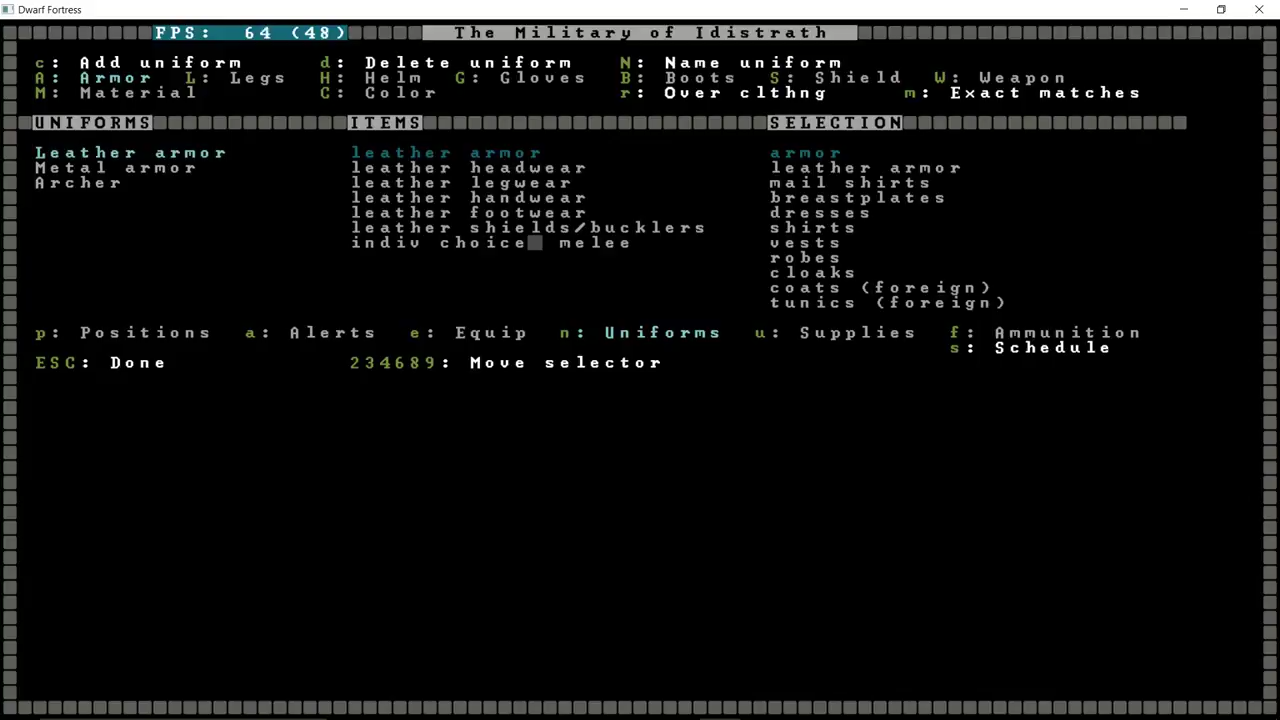 Dwarf Fortress
FPS: 64 (48) The Military of Idistrath
c: Add uniform d: Delete uniform N: Name uniform
A: Armor L: Legs H: Helm G: Gloves B: Boots S: Shield W: Weapon
M: Material C: Color r: Over clthng m: Exact matches
UNIFORMS ITEMS SELECTION
Leather armor leather armor armor
Metal armor leather headwear leather armor
Archer leather legwear mail shirts
leather handwear breastplates
leather footwear dresses
leather shields/bucklers shirts
indiv choice melee vests
robes
cloaks
coats (foreign)
tunics (foreign)
p: Positions a: Alerts e: Equip n: Uniforms u: Supplies f: Ammunition
s: Schedule
ESC: Done 234689: Move selector